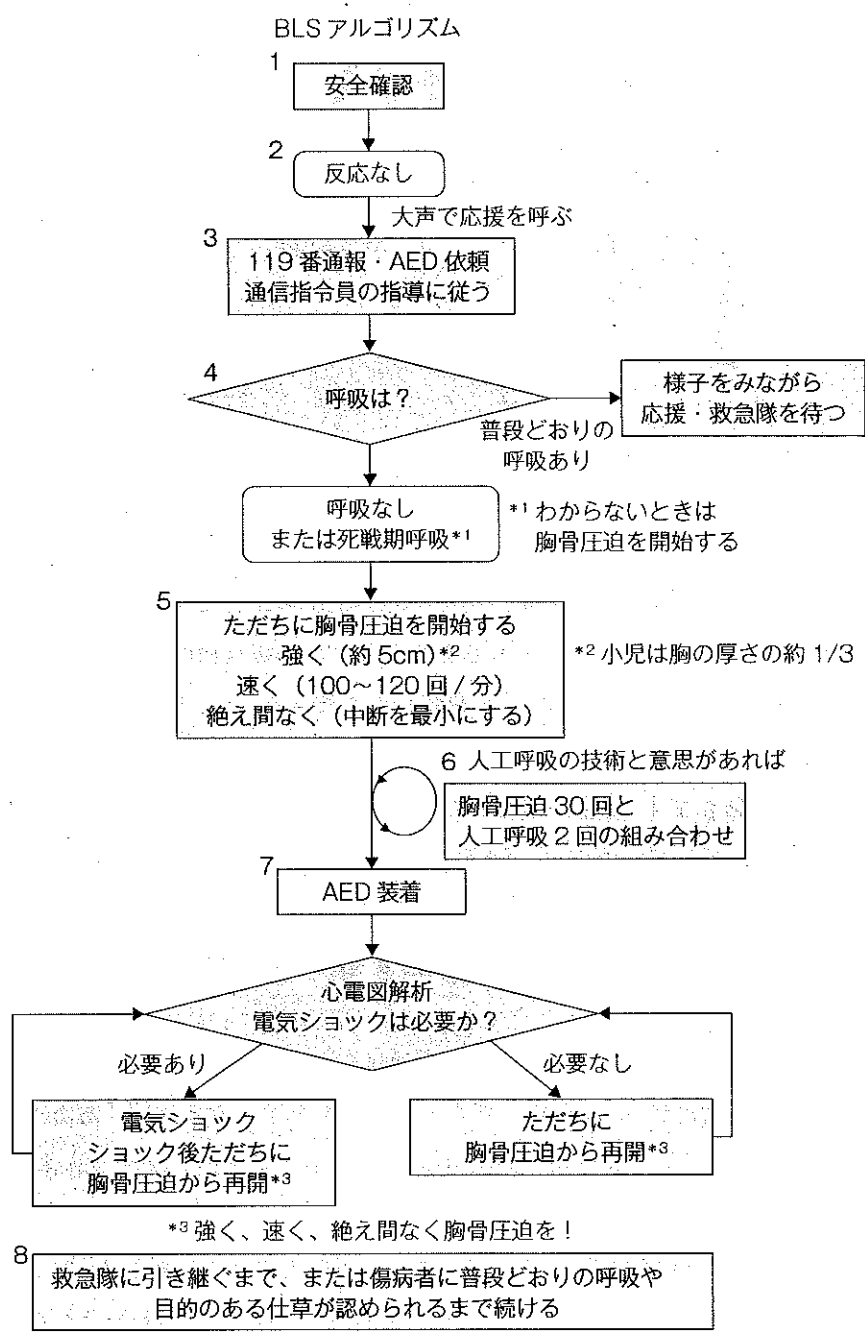 BLS アルゴリズム
1
安全確認
2
反応なし
大声で応援を呼ぶ
3
119 番通報・AED 依頼
通信指令員の指導に従う
4
呼吸は？
様子をみながら
応援・救急隊を待つ
普段どおりの
呼吸あり
呼吸なし
または死戦期呼吸*1
*1 わからないときは
胸骨圧迫を開始する
5
ただちに胸骨圧迫を開始する
強く（約 5cm）*2
速く（100～120 回 / 分）
絶え間なく（中断を最小にする）
*2 小児は胸の厚さの約 1/3
6 人工呼吸の技術と意思があれば
胸骨圧迫 30 回と
人工呼吸 2 回の組み合わせ
7
AED 装着
心電図解析
電気ショックは必要か？
必要あり
必要なし
電気ショック
ショック後ただちに
胸骨圧迫から再開*3
ただちに
胸骨圧迫から再開*3
*3 強く、速く、絶え間なく胸骨圧迫を！
8
救急隊に引き継ぐまで、または傷病者に普段どおりの呼吸や
目的のある仕草が認められるまで続ける